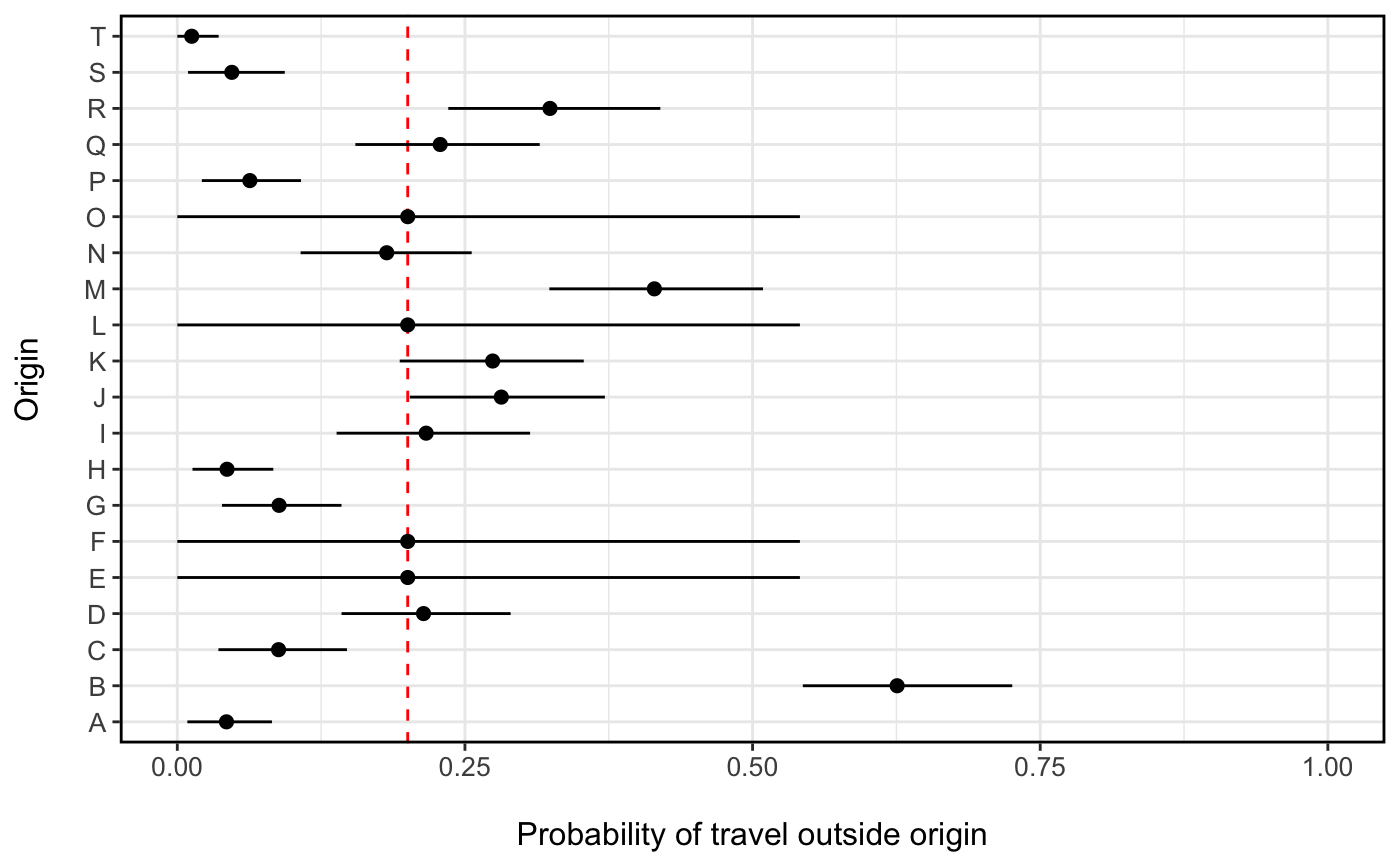 T
S
R
Q
P
O
N
M
L
K
J
I
H
G
F
E
D
C
B
A
Origin
0.00 0.25 0.50 0.75 1.00
Probability of travel outside origin